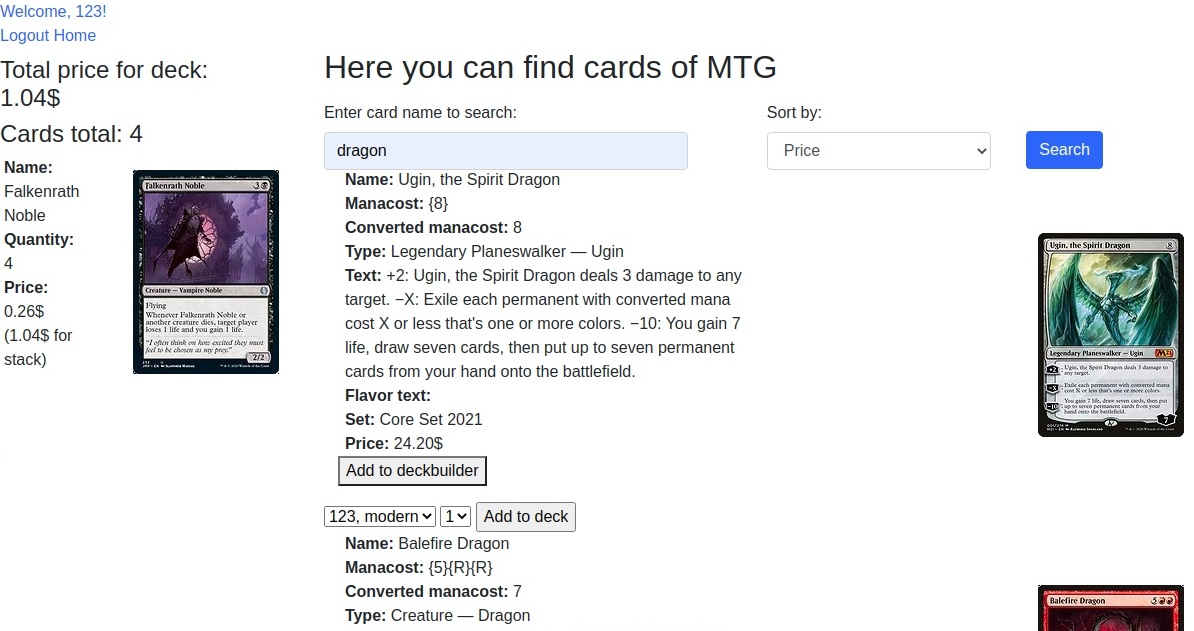 Welcome, 123!
Logout Home
Total price for deck:
1.04$
Cards total: 4
Name:
Falkenrath
Noble
Quantity:
4
Price:
0.26$
(1.04$ for
stack)
Falkenrath Noble 3
Creature — Vampire Noble
Flying
Whenever Falkenrath Noble or
another creature dies, target player
loses 1 life and you gain 1 life.
"I often think on how excited they must
feel to be chosen as my prey."
2/2
Here you can find cards of MTG
Enter card name to search:
Sort by:
dragon
Price
Search
Name: Ugin, the Spirit Dragon
Manacost: {8}
Converted manacost: 8
Type: Legendary Planeswalker — Ugin
Text: +2: Ugin, the Spirit Dragon deals 3 damage to any
target. −X: Exile each permanent with converted mana
cost X or less that's one or more colors. −10: You gain 7
life, draw seven cards, then put up to seven permanent
cards from your hand onto the battlefield.
Flavor text:
Set: Core Set 2021
Price: 24.20$
Add to deckbuilder
Ugin, the Spirit Dragon 8
Legendary Planeswalker — Ugin M21
+2 : Ugin, the Spirit Dragon deals 3 damage to
any target.
−X : Exile each permanent with converted mana
cost X or less that's one or more colors.
−10 : You gain 7 life, draw seven cards, then put
up to seven permanent cards from your
hand onto the battlefield.
7
123, modern 1 Add to deck
Name: Balefire Dragon
Manacost: {5}{R}{R}
Converted manacost: 7
Type: Creature — Dragon
Balefire Dragon 5